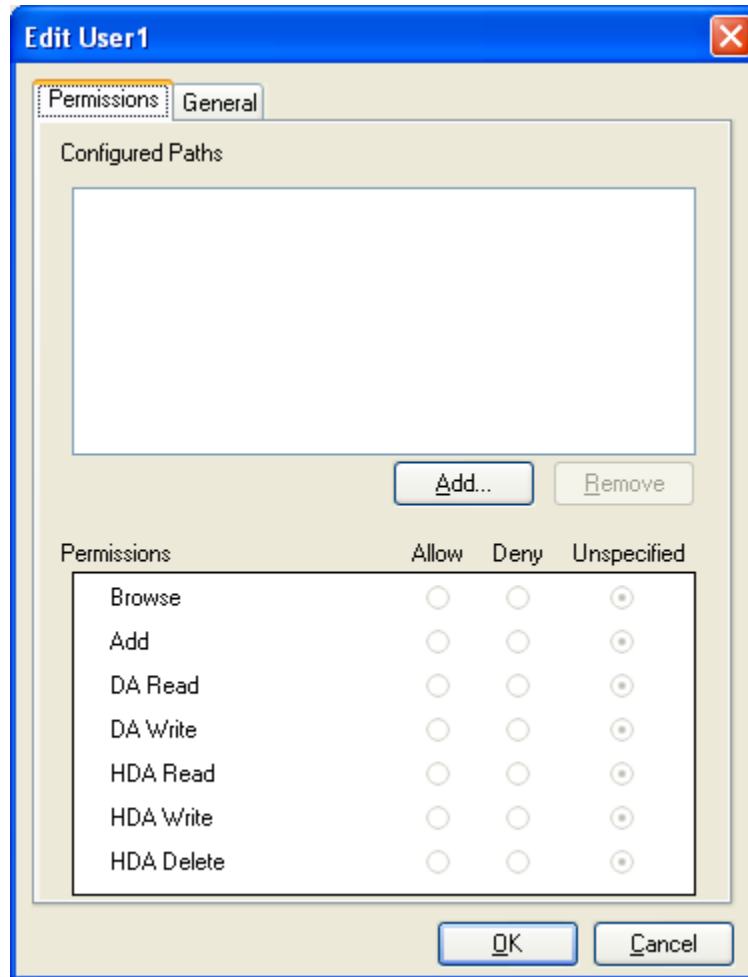 Edit User1
Permissions General
Configured Paths
Add... Remove
Permissions Allow Deny Unspecified
Browse
Add
DA Read
DA Write
HDA Read
HDA Write
HDA Delete
OK Cancel